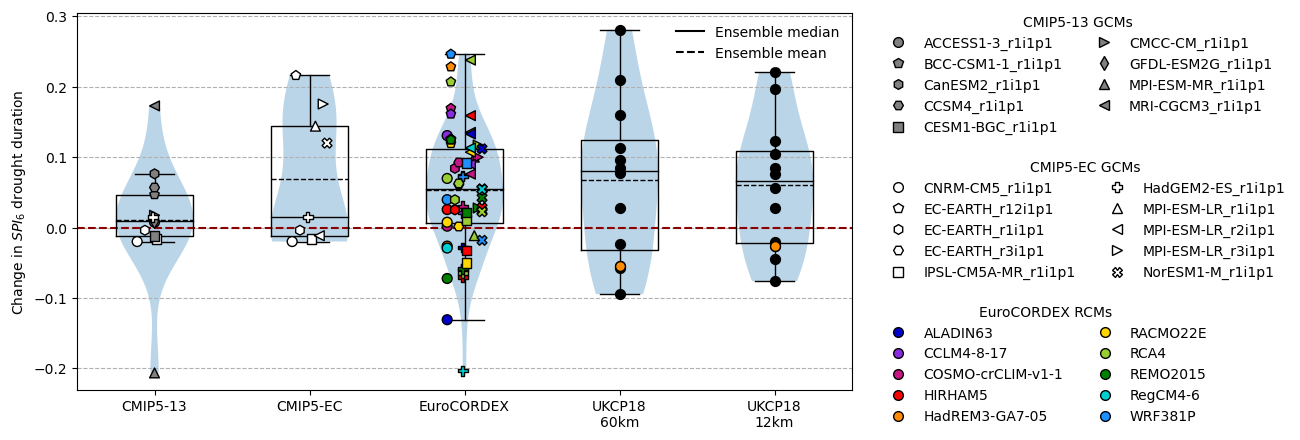 Change in SPI6 drought duration
0.3
0.2
0.1
0.0
−0.1
−0.2
Ensemble median
Ensemble mean
CMIP5-13
CMIP5-EC
EuroCORDEX
UKCP18
60km
UKCP18
12km
CMIP5-13 GCMs
ACCESS1-3_r1i1p1
BCC-CSM1-1_r1i1p1
CanESM2_r1i1p1
CCSM4_r1i1p1
CESM1-BGC_r1i1p1
CMCC-CM_r1i1p1
GFDL-ESM2G_r1i1p1
MPI-ESM-MR_r1i1p1
MRI-CGCM3_r1i1p1
CMIP5-EC GCMs
CNRM-CM5_r1i1p1
EC-EARTH_r12i1p1
EC-EARTH_r1i1p1
EC-EARTH_r3i1p1
IPSL-CM5A-MR_r1i1p1
HadGEM2-ES_r1i1p1
MPI-ESM-LR_r1i1p1
MPI-ESM-LR_r2i1p1
MPI-ESM-LR_r3i1p1
NorESM1-M_r1i1p1
EuroCORDEX RCMs
ALADIN63
CCLM4-8-17
COSMO-crCLIM-v1-1
HIRHAM5
HadREM3-GA7-05
RACMO22E
RCA4
REMO2015
RegCM4-6
WRF381P